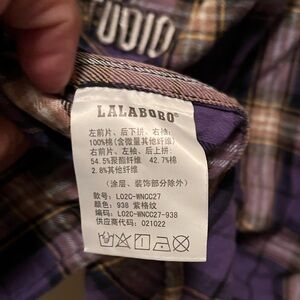 UDIO
LALABOBO®
左前片、后下拼、右袖:
100%棉(含微量其他纤维)
右前片、左袖、后上拼:
54.5%聚酯纤维 42.7%棉
2.8%其他纤维
(涂层、装饰部分除外)
款号: L02C-WNCC27
颜色: 938 紫格纹
编码: L02C-WNCC27-938
供应商代码: 021022